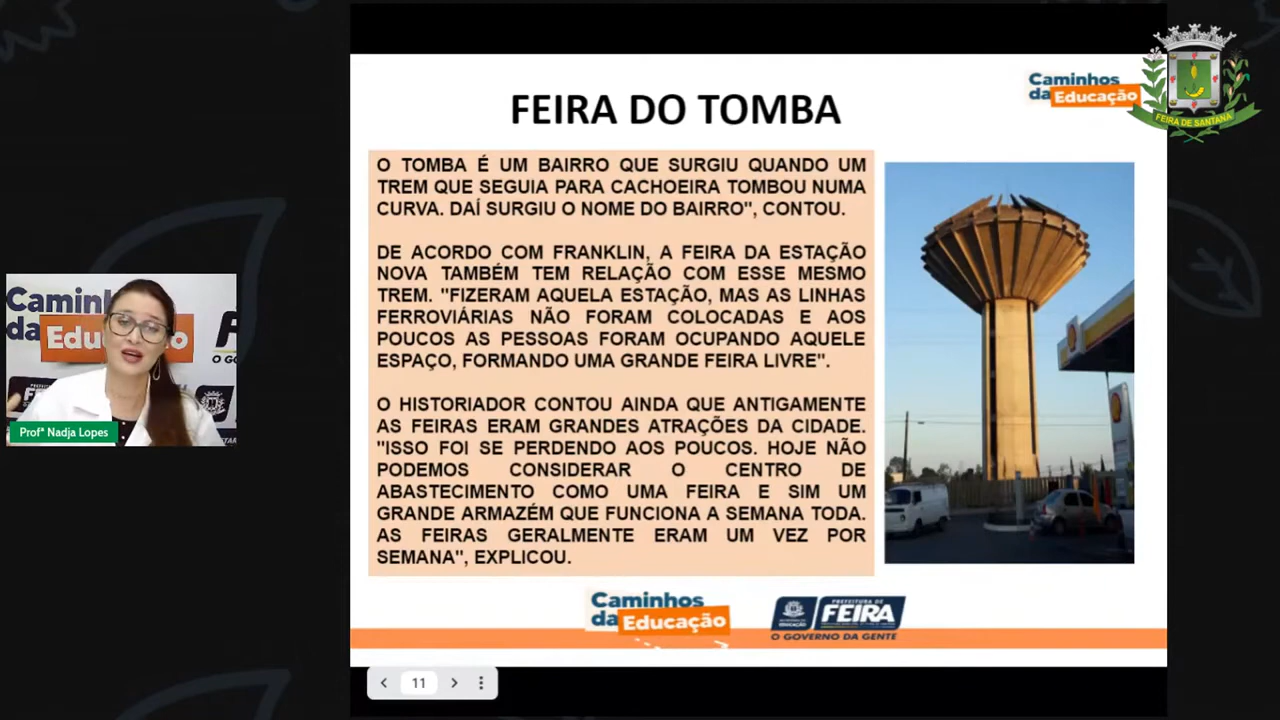 FEIRA DO TOMBA
Caminhos
da Educação
FEIRA DE SANTANA
O TOMBA É UM BAIRRO QUE SURGIU QUANDO UM
TREM QUE SEGUIA PARA CACHOEIRA TOMBOU NUMA
CURVA. DAÍ SURGIU O NOME DO BAIRRO", CONTOU.
DE ACORDO COM FRANKLIN, A FEIRA DA ESTAÇÃO
NOVA TAMBÉM TEM RELAÇÃO COM ESSE MESMO
TREM. "FIZERAM AQUELA ESTAÇÃO, MAS AS LINHAS
FERROVIÁRIAS NÃO FORAM COLOCADAS E AOS
POUCOS AS PESSOAS FORAM OCUPANDO AQUELE
ESPAÇO, FORMANDO UMA GRANDE FEIRA LIVRE".
O HISTORIADOR CONTOU AINDA QUE ANTIGAMENTE
AS FEIRAS ERAM GRANDES ATRAÇÕES DA CIDADE.
"ISSO FOI SE PERDENDO AOS POUCOS. HOJE NÃO
PODEMOS CONSIDERAR O CENTRO DE
ABASTECIMENTO COMO UMA FEIRA E SIM UM
GRANDE ARMAZÉM QUE FUNCIONA A SEMANA TODA.
AS FEIRAS GERALMENTE ERAM UM VEZ POR
SEMANA", EXPLICOU.
Profª Nadja Lopes
Caminhos
da Educação
PREFEITURA DE
FEIRA
O GOVERNO DA GENTE
11